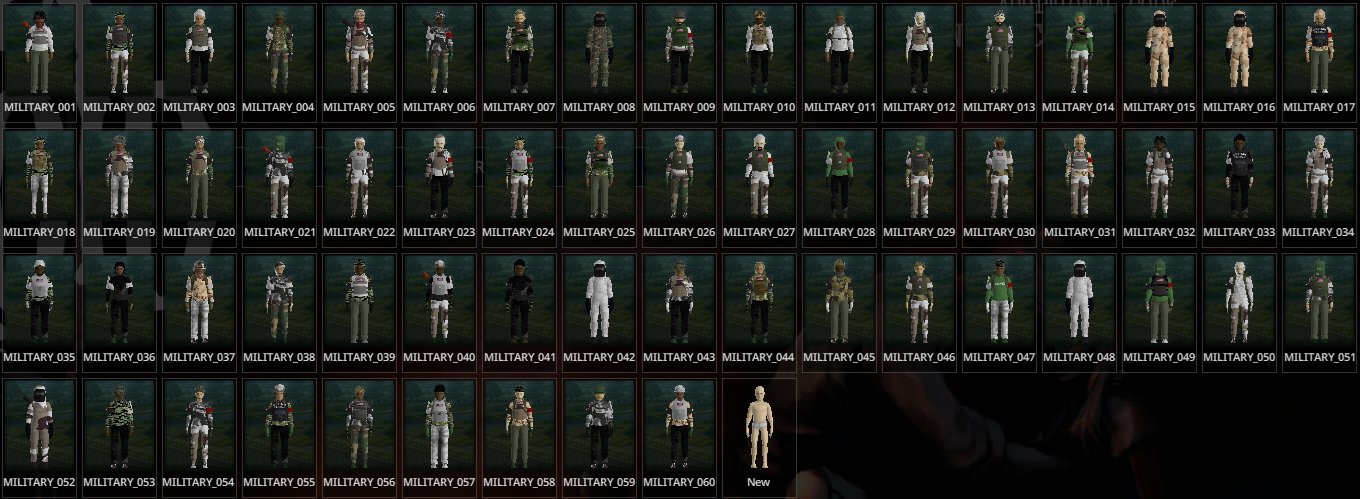 MILITARY_001 MILITARY_002 MILITARY_003 MILITARY_004 MILITARY_005 MILITARY_006 MILITARY_007 MILITARY_008 MILITARY_009 MILITARY_010 MILITARY_011 MILITARY_012 MILITARY_013 MILITARY_014 MILITARY_015 MILITARY_016 MILITARY_017
MILITARY_018 MILITARY_019 MILITARY_020 MILITARY_021 MILITARY_022 MILITARY_023 MILITARY_024 MILITARY_025 MILITARY_026 MILITARY_027 MILITARY_028 MILITARY_029 MILITARY_030 MILITARY_031 MILITARY_032 MILITARY_033 MILITARY_034
MILITARY_035 MILITARY_036 MILITARY_037 MILITARY_038 MILITARY_039 MILITARY_040 MILITARY_041 MILITARY_042 MILITARY_043 MILITARY_044 MILITARY_045 MILITARY_046 MILITARY_047 MILITARY_048 MILITARY_049 MILITARY_050 MILITARY_051
MILITARY_052 MILITARY_053 MILITARY_054 MILITARY_055 MILITARY_056 MILITARY_057 MILITARY_058 MILITARY_059 MILITARY_060 New